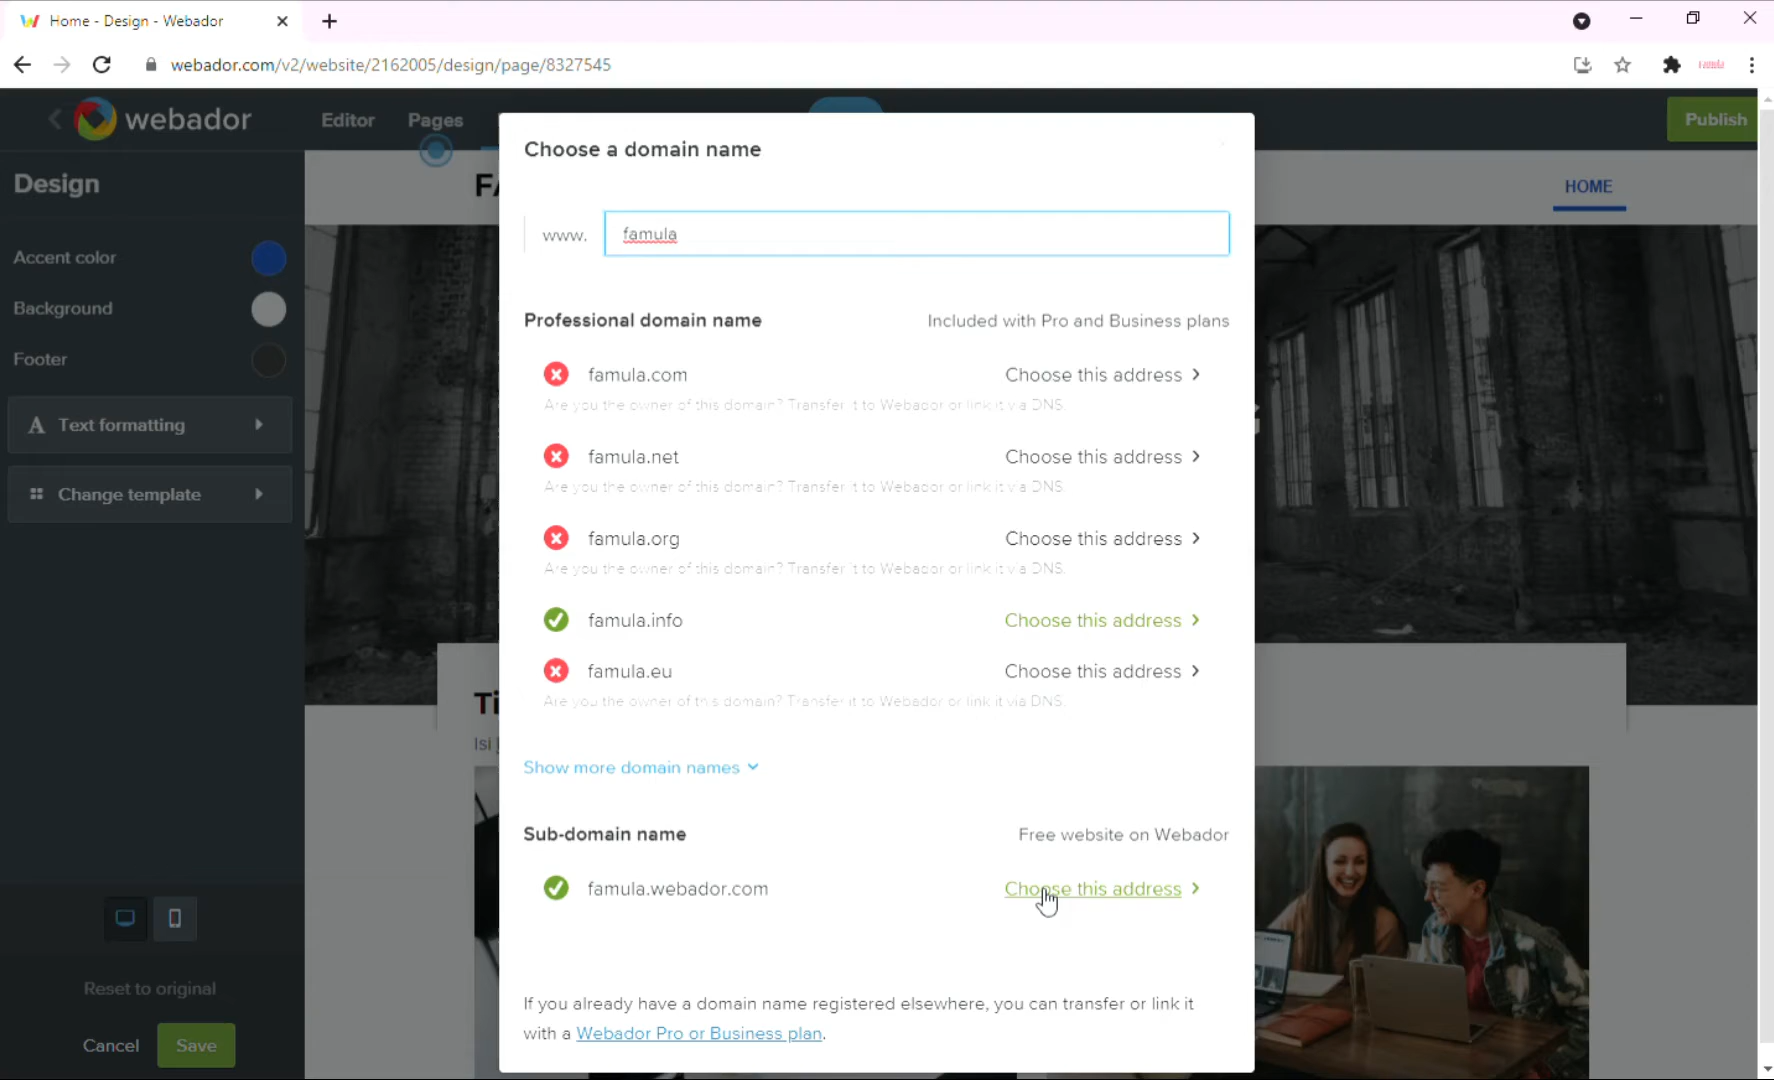 Home - Design - Webador
webador.com/v2/website/2162005/design/page/8327545
webador
Editor
Pages
Publish
Design
Accent color
Background
Footer
A Text formatting
Change template
Reset to original
Cancel
Save
HOME
FA
Ti
Isi
Choose a domain name
www.
famula
Professional domain name
Included with Pro and Business plans
famula.com
Choose this address
Are you the owner of this domain? Transfer it to Webador or link it via DNS.
famula.net
Choose this address
Are you the owner of this domain? Transfer it to Webador or link it via DNS.
famula.org
Choose this address
Are you the owner of this domain? Transfer it to Webador or link it via DNS.
famula.info
Choose this address
famula.eu
Choose this address
Are you the owner of this domain? Transfer it to Webador or link it via DNS.
Show more domain names
Sub-domain name
Free website on Webador
famula.webador.com
Choose this address
If you already have a domain name registered elsewhere, you can transfer or link it
with a Webador Pro or Business plan.